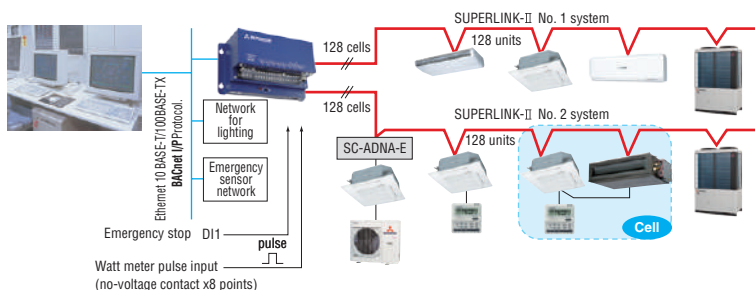 SUPERLINK-Ⅱ No. 1 system
128 cells
128 units
128 cells
SUPERLINK-Ⅱ No. 2 system
128 units
Ethernet 10 BASE-T/100BASE-TX
BACnet I/PProtocol.
Network
for
lighting
SC-ADNA-E
Emergency
sensor
network
Cell
Emergency stop DI1
pulse
Watt meter pulse input
(no-voltage contact x8 points)